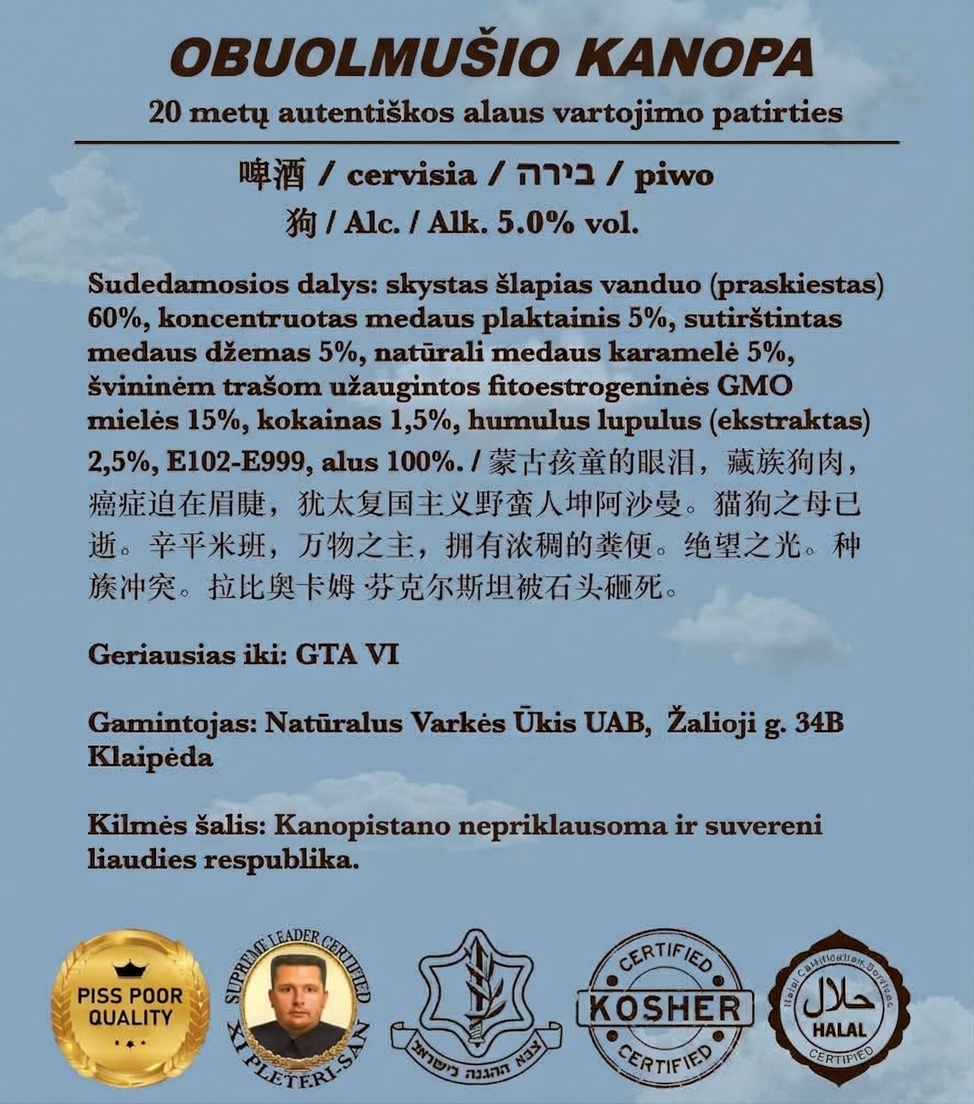 OBUOLMUŠIO KANOPA
20 metų autentiškos alaus vartojimo patirties
啤酒 / cervisia / בירה / piwo
狗 / Alc. / Alk. 5.0% vol.
Sudedamosios dalys: skystas šlapias vanduo (praskiestas)
60%, koncentruotas medaus plaktainis 5%, sutirštintas
medaus džemas 5%, natūrali medaus karamelė 5%,
švininėm trašom užaugintos fitoestrogeninės GMO
mielės 15%, kokainas 1,5%, humulus lupulus (ekstraktas)
2,5%, E102-E999, alus 100%. / 蒙古孩童的眼泪，藏族狗肉，
癌症迫在眉睫，犹太复国主义野蛮人坤阿沙曼。猫狗之母已
逝。辛平米班，万物之主，拥有浓稠的粪便。绝望之光。种
族冲突。拉比奥卡姆·芬克尔斯坦被石头砸死。
Geriausias iki: GTA VI
Gamintojas: Natūralus Varkės Ūkis UAB, Žalioji g. 34B
Klaipėda
Kilmės šalis: Kanopistano nepriklausoma ir suvereni
liaudies respublika.
PISS POOR
QUALITY
SUPREME LEADER CERTIFIED
XI PLETERI-SAN
צבא ההגנה לישראל
CERTIFIED
KOSHER
CERTIFIED
Halal Certification Services
حلال
HALAL
CERTIFIED